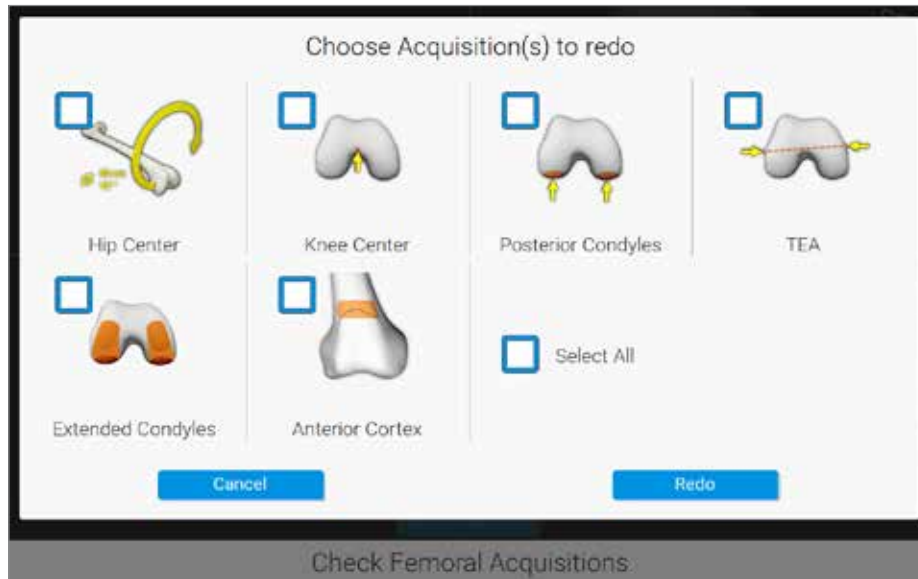 Choose Acquisition(s) to redo
Hip Center
Knee Center
Posterior Condyles
TEA
Extended Condyles
Anterior Cortex
Select All
Cancel
Redo
Check Femoral Acquisitions